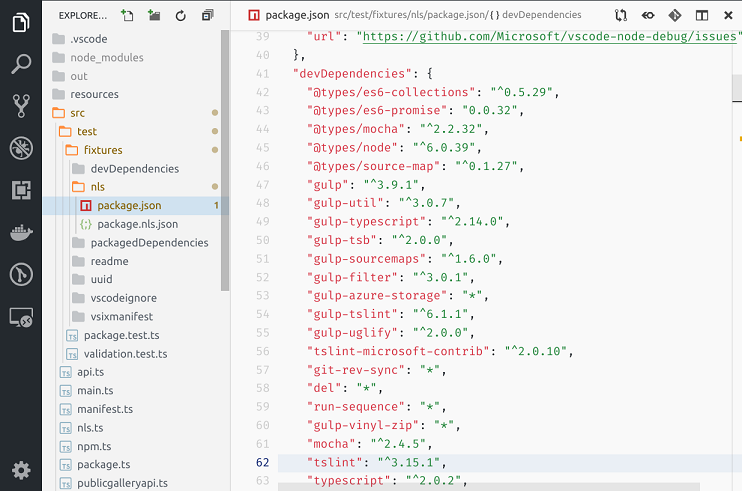 EXPLORE...
.vscode
node_modules
out
resources
src
test
fixtures
devDependencies
nls
package.json 1
package.nls.json
packagedDependencies
readme
uuid
vscodeignore
vsixmanifest
package.test.ts
validation.test.ts
api.ts
main.ts
manifest.ts
nls.ts
npm.ts
package.ts
publicgalleryapi.ts
package.json src/test/fixtures/nls/package.json/{ } devDependencies
39 "url": "https://github.com/Microsoft/vscode-node-debug/issues"
40 },
41 "devDependencies": {
42 "@types/es6-collections": "^0.5.29",
43 "@types/es6-promise": "0.0.32",
44 "@types/mocha": "^2.2.32",
45 "@types/node": "^6.0.39",
46 "@types/source-map": "^0.1.27",
47 "gulp": "^3.9.1",
48 "gulp-util": "^3.0.7",
49 "gulp-typescript": "^2.14.0",
50 "gulp-tsb": "^2.0.0",
51 "gulp-sourcemaps": "^1.6.0",
52 "gulp-filter": "^3.0.1",
53 "gulp-azure-storage": "*",
54 "gulp-tslint": "^6.1.1",
55 "gulp-uglify": "^2.0.0",
56 "tslint-microsoft-contrib": "^2.0.10",
57 "git-rev-sync": "*",
58 "del": "*",
59 "run-sequence": "*",
60 "gulp-vinyl-zip": "*",
61 "mocha": "^2.4.5",
62 "tslint": "^3.15.1",
63 "typescript": "^2.0.2",